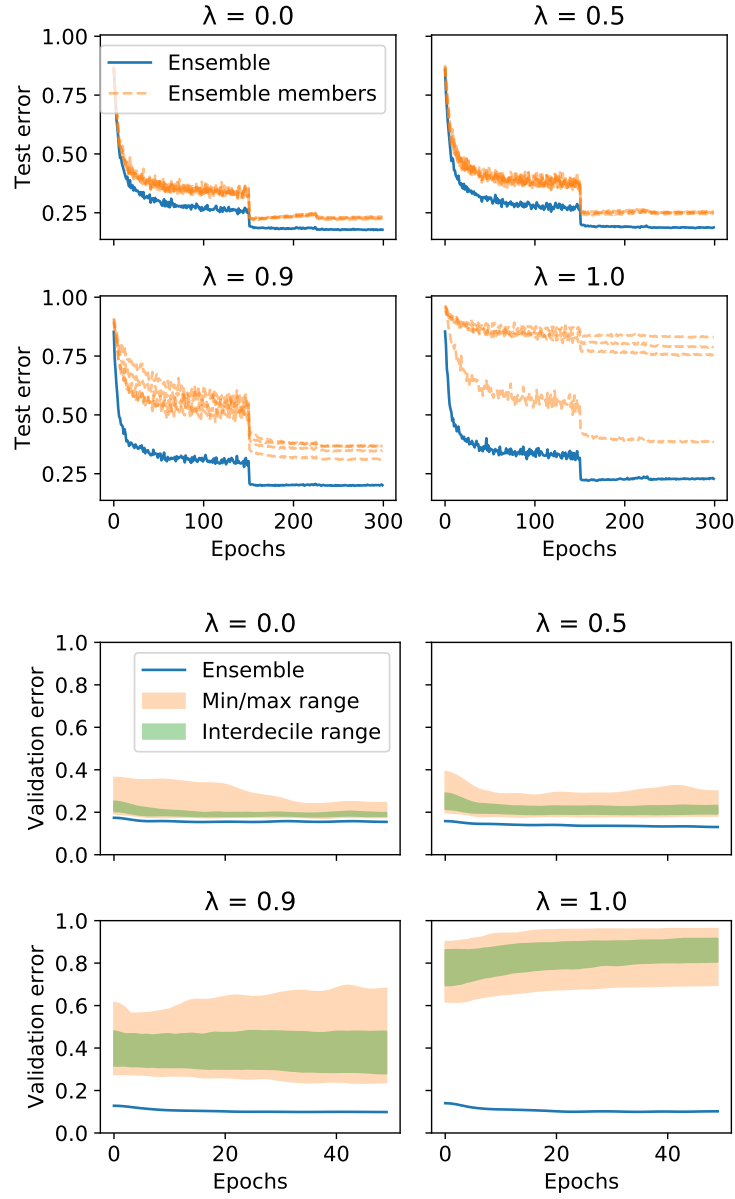 λ = 0.0
λ = 0.5
1.00
0.75
0.50
0.25
Test error
Ensemble
Ensemble members
λ = 0.9
λ = 1.0
1.00
0.75
0.50
0.25
Test error
0 100 200 300
0 100 200 300
Epochs
Epochs
λ = 0.0
λ = 0.5
1.0
0.8
0.6
0.4
0.2
0.0
Validation error
Ensemble
Min/max range
Interdecile range
λ = 0.9
λ = 1.0
1.0
0.8
0.6
0.4
0.2
0.0
Validation error
0 20 40
0 20 40
Epochs
Epochs